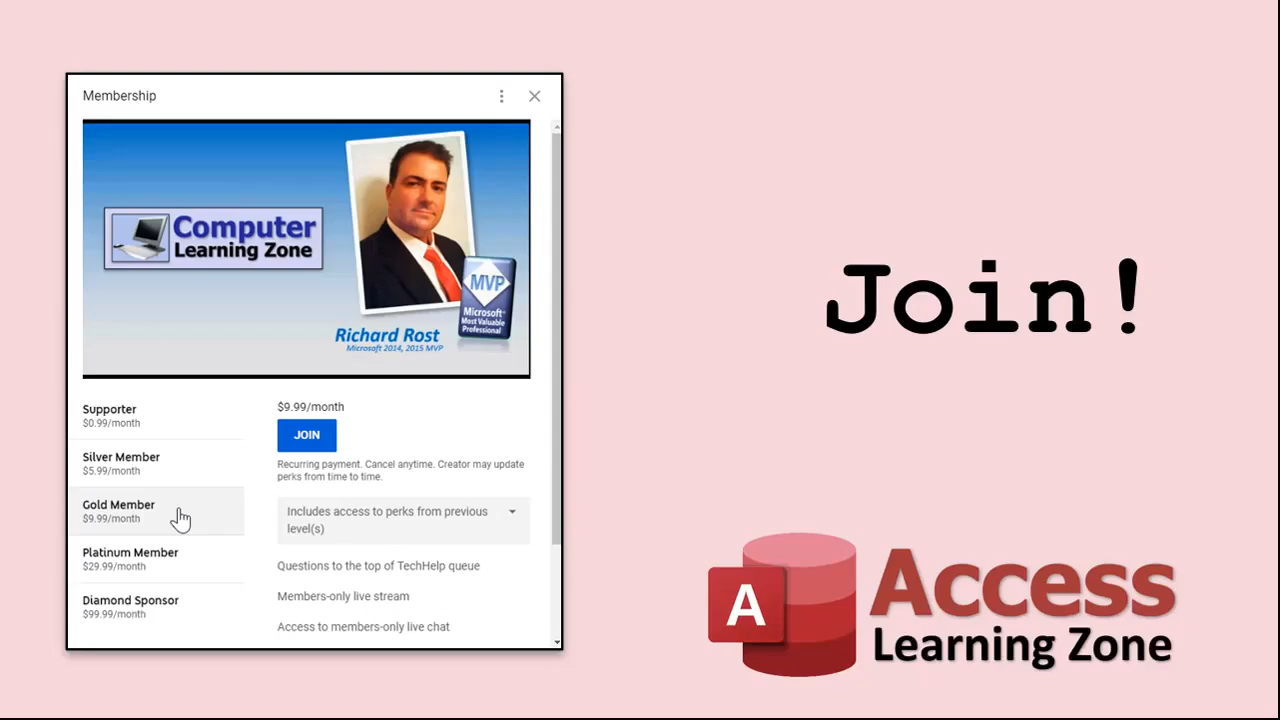 Membership
Computer
Learning Zone
MVP
Microsoft®
Most Valuable
Professional
Richard Rost
Microsoft 2014, 2015 MVP
Supporter
$0.99/month
Silver Member
$5.99/month
Gold Member
$9.99/month
Platinum Member
$29.99/month
Diamond Sponsor
$99.99/month
$9.99/month
JOIN
Recurring payment. Cancel anytime. Creator may update
perks from time to time.
Includes access to perks from previous
level(s)
Questions to the top of TechHelp queue
Members-only live stream
Access to members-only live chat
Join!
A
Access
Learning Zone